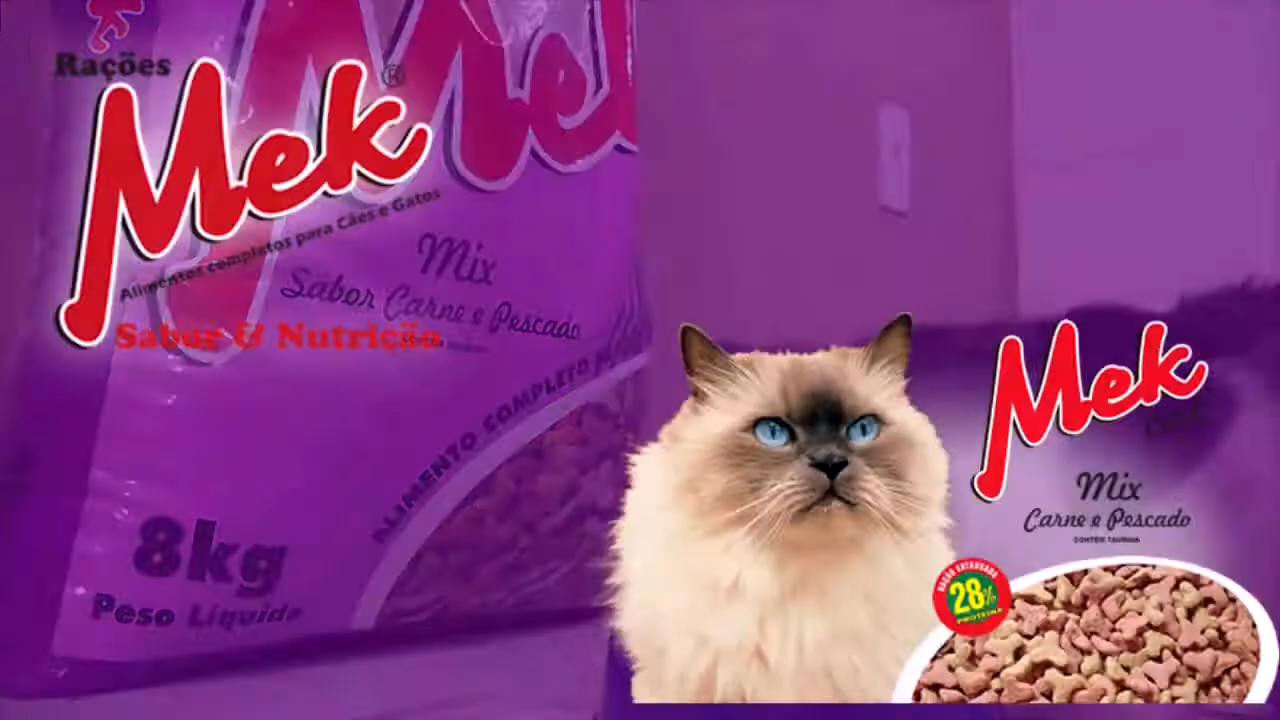 Rações
Mek®
Alimentos completos para Cães e Gatos
Sabor & Nutrição
Mek
Mix
Sabor Carne e Pescado
ALIMENTO COMPLETO
8kg
Peso Líquido
Mek
Mix
Carne e Pescado
CONTÉM TAURINA
28%
PROTEÍNA